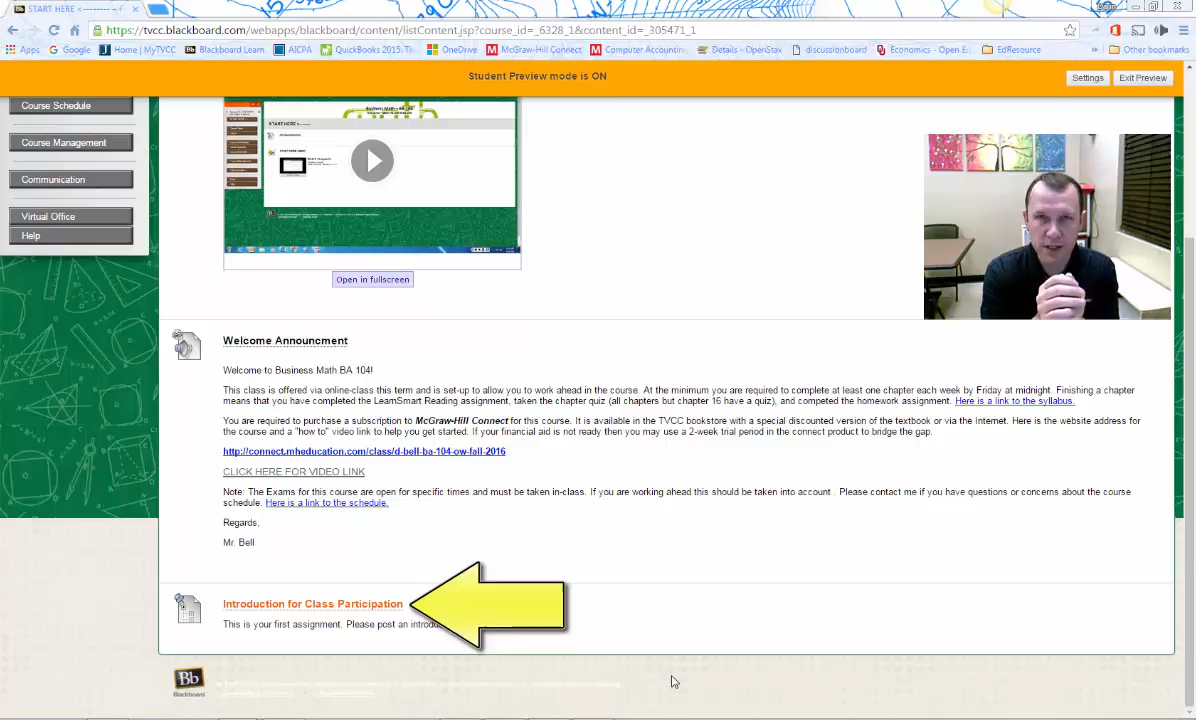 START HERE <
https://tvcc.blackboard.com/webapps/blackboard/content/listContent.jsp?course_id=_6328_1&content_id=_305471_1
Apps Google Home | MyTVCC Blackboard Learn AICPA QuickBooks 2015: Th OneDrive McGraw-Hill Connect Computer Accounting Details - OpenStax discussionboard Economics - Open E EdResource » Other bookmarks
Student Preview mode is ON
Settings Exit Preview
Course Schedule
Course Management
Communication
Virtual Office
Help
START HERE
Open in fullscreen
Welcome Announcment
Welcome to Business Math BA 104!
This class is offered via online-class this term and is set-up to allow you to work ahead in the course. At the minimum you are required to complete at least one chapter each week by Friday at midnight. Finishing a chapter
means that you have completed the LearnSmart Reading assignment, taken the chapter quiz (all chapters but chapter 16 have a quiz), and competed the homework assignment. Here is a link to the syllabus.
You are required to purchase a subscription to McGraw-Hill Connect for this course. It is available in the TVCC bookstore with a special discounted version of the textbook or via the Internet. Here is the website address for
the course and a "how to" video link to help you get started. If your financial aid is not ready then you may use a 2-week trial period in the connect product to bridge the gap.
http://connect.mheducation.com/class/d-bell-ba-104-ow-fall-2016
CLICK HERE FOR VIDEO LINK
Note: The Exams for this course are open for specific times and must be taken in-class. If you are working ahead this should be taken into account . Please contact me if you have questions or concerns about the course
schedule. Here is a link to the schedule.
Regards,
Mr. Bell
Introduction for Class Participation
This is your first assignment. Please post an introdu
Bb
Blackboard